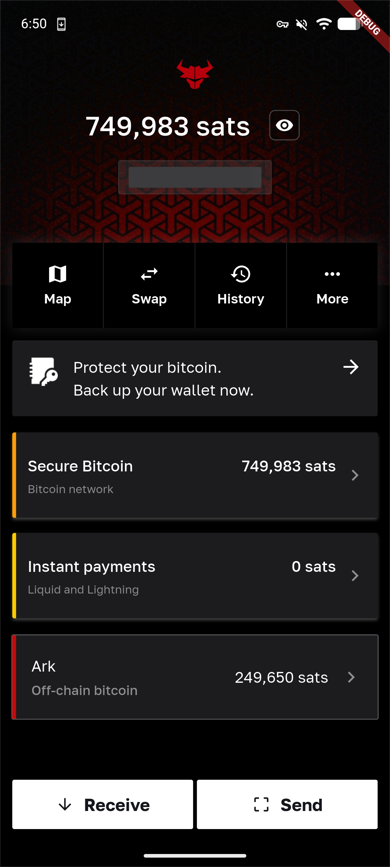 6:50
DEBUG
749,983 sats
Map
Swap
History
More
Protect your bitcoin.
Back up your wallet now.
Secure Bitcoin
749,983 sats
Bitcoin network
Instant payments
0 sats
Liquid and Lightning
Ark
249,650 sats
Off-chain bitcoin
Receive
Send